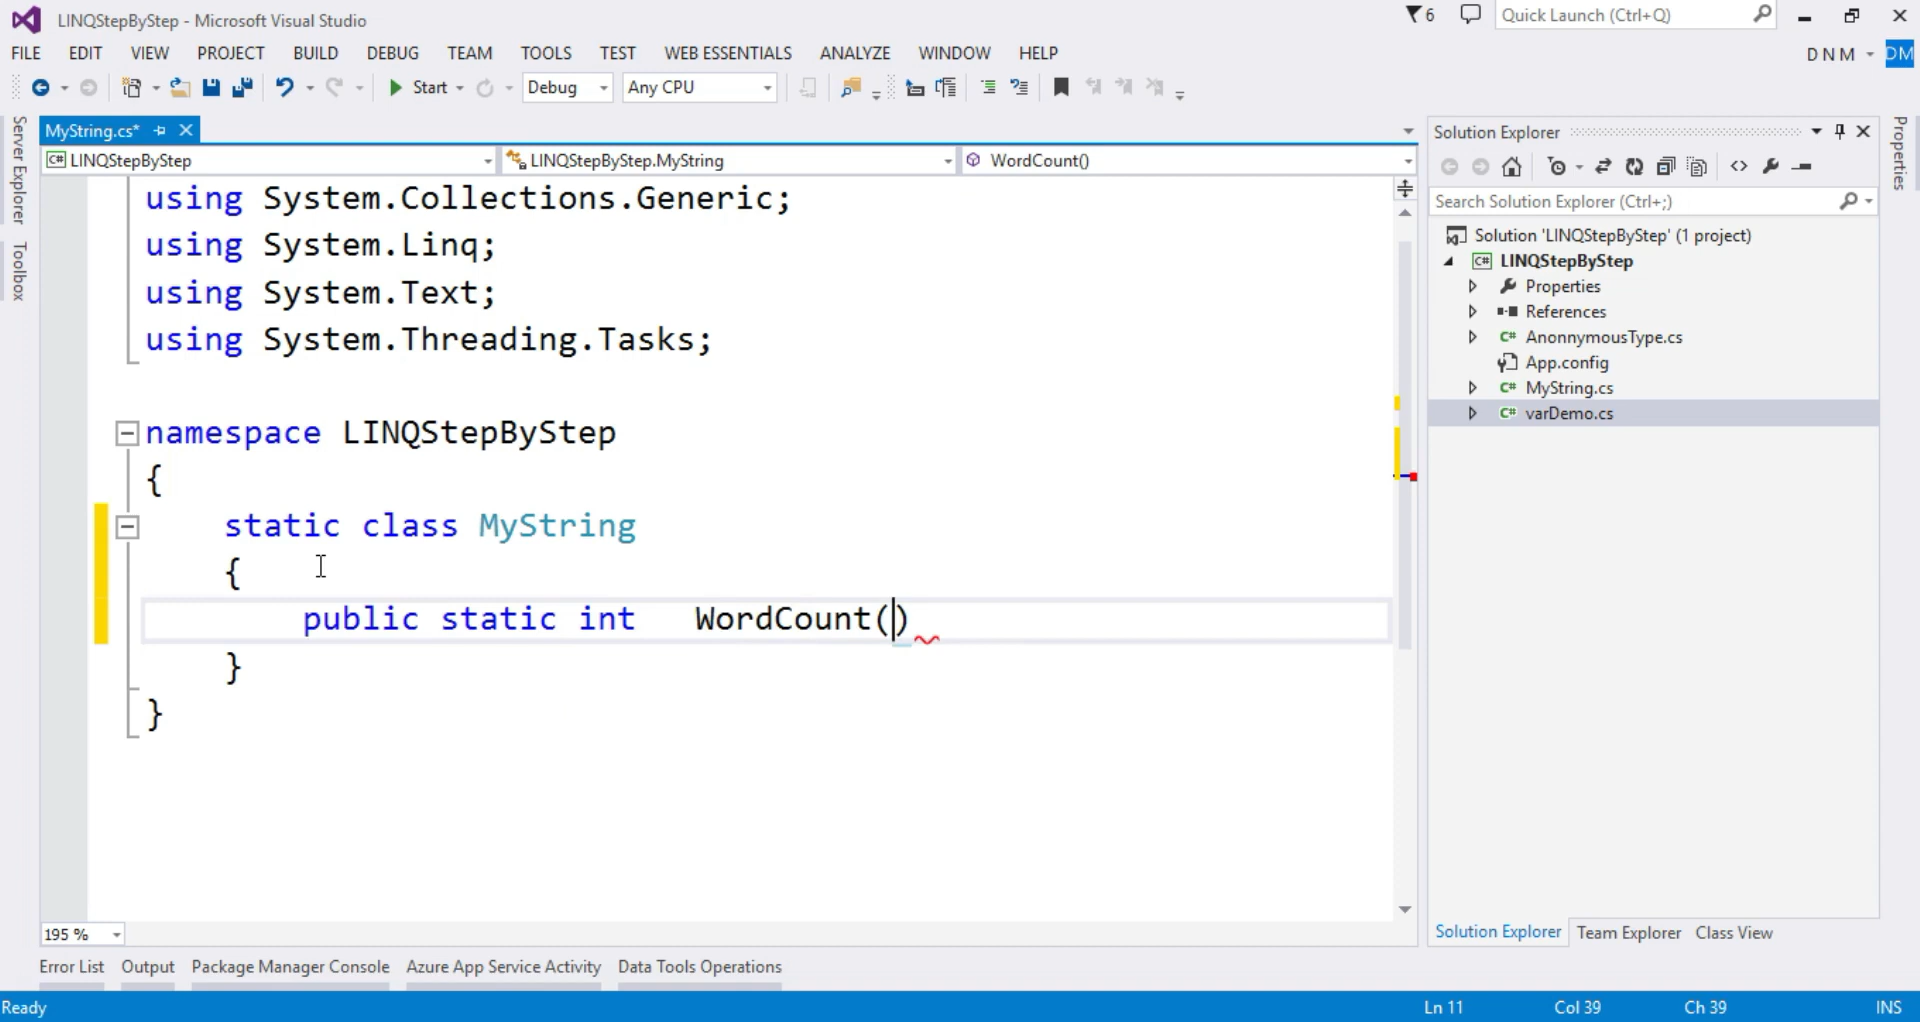 LINQStepByStep - Microsoft Visual Studio
6
Quick Launch (Ctrl+Q)
FILE EDIT VIEW PROJECT BUILD DEBUG TEAM TOOLS TEST WEB ESSENTIALS ANALYZE WINDOW HELP
D N M DM
Start Debug Any CPU
Server Explorer
Toolbox
MyString.cs*
C# LINQStepByStep LINQStepByStep.MyString WordCount()
using System.Collections.Generic;
using System.Linq;
using System.Text;
using System.Threading.Tasks;
namespace LINQStepByStep
{
static class MyString
{
public static int WordCount()
}
}
195 %
Solution Explorer
Search Solution Explorer (Ctrl+;)
Solution 'LINQStepByStep' (1 project)
C# LINQStepByStep
Properties
References
C# AnonnymousType.cs
App.config
C# MyString.cs
C# varDemo.cs
Solution Explorer Team Explorer Class View
Properties
Error List Output Package Manager Console Azure App Service Activity Data Tools Operations
Ready Ln 11 Col 39 Ch 39 INS